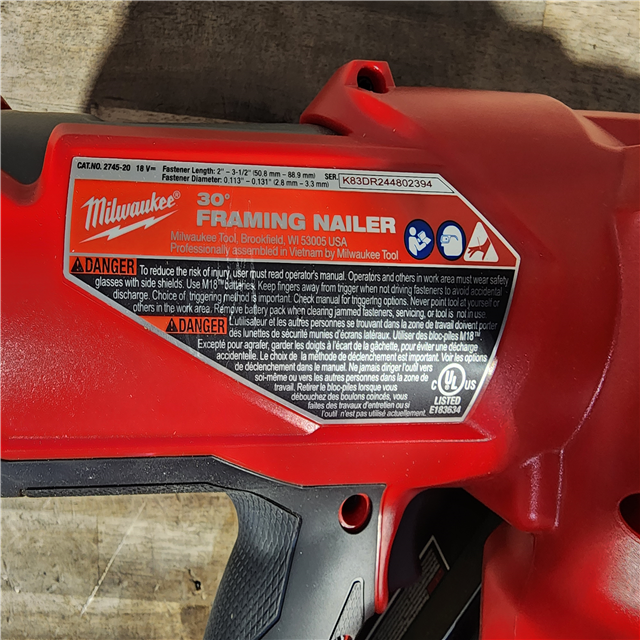 CAT.NO. 2745-20 18 V⎓ Fastener Length: 2" – 3-1/2" (50.8 mm – 88.9 mm)
Fastener Diameter: 0.113" – 0.131" (2.8 mm – 3.3 mm)
SER. K83DR244802394
Milwaukee®
30°
FRAMING NAILER
Milwaukee Tool, Brookfield, WI 53005 USA
Professionally assembled in Vietnam by Milwaukee Tool
DANGER To reduce the risk of injury, user must read operator's manual. Operators and others in work area must wear safety
glasses with side shields. Use M18™ batteries. Keep fingers away from trigger when not driving fasteners to avoid accidental
discharge. Choice of triggering method is important. Check manual for triggering options. Never point tool at yourself or
others in the work area. Remove battery pack when clearing jammed fasteners, servicing, or tool is not in use.
DANGER L'utilisateur et les autres personnes se trouvant dans la zone de travail doivent porter
des lunettes de sécurité munies d'écrans latéraux. Utiliser des bloc-piles M18™.
Excepté pour agrafer, garder les doigts à l'écart de la gâchette, pour éviter une décharge
accidentelle. Le choix de la méthode de déclenchement est important. Voir les options
de déclenchement dans le manuel. Ne jamais diriger l'outil vers
soi-même ou vers les autres personnes dans la zone de
travail. Retirer le bloc-piles lorsque vous
débouchez des boulons coincés, vous
faites des travaux d'entretien ou si
l'outil n'est pas utilisé actuellement.
C UL US
LISTED
E183634